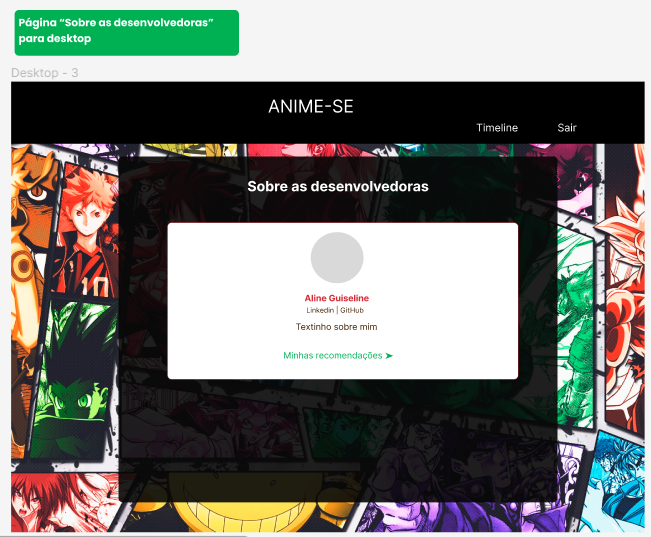 Página “Sobre as desenvolvedoras”
para desktop
Desktop - 3
ANIME-SE
Timeline Sair
Sobre as desenvolvedoras
Aline Guiseline
Linkedin | GitHub
Textinho sobre mim
Minhas recomendações ➤
10